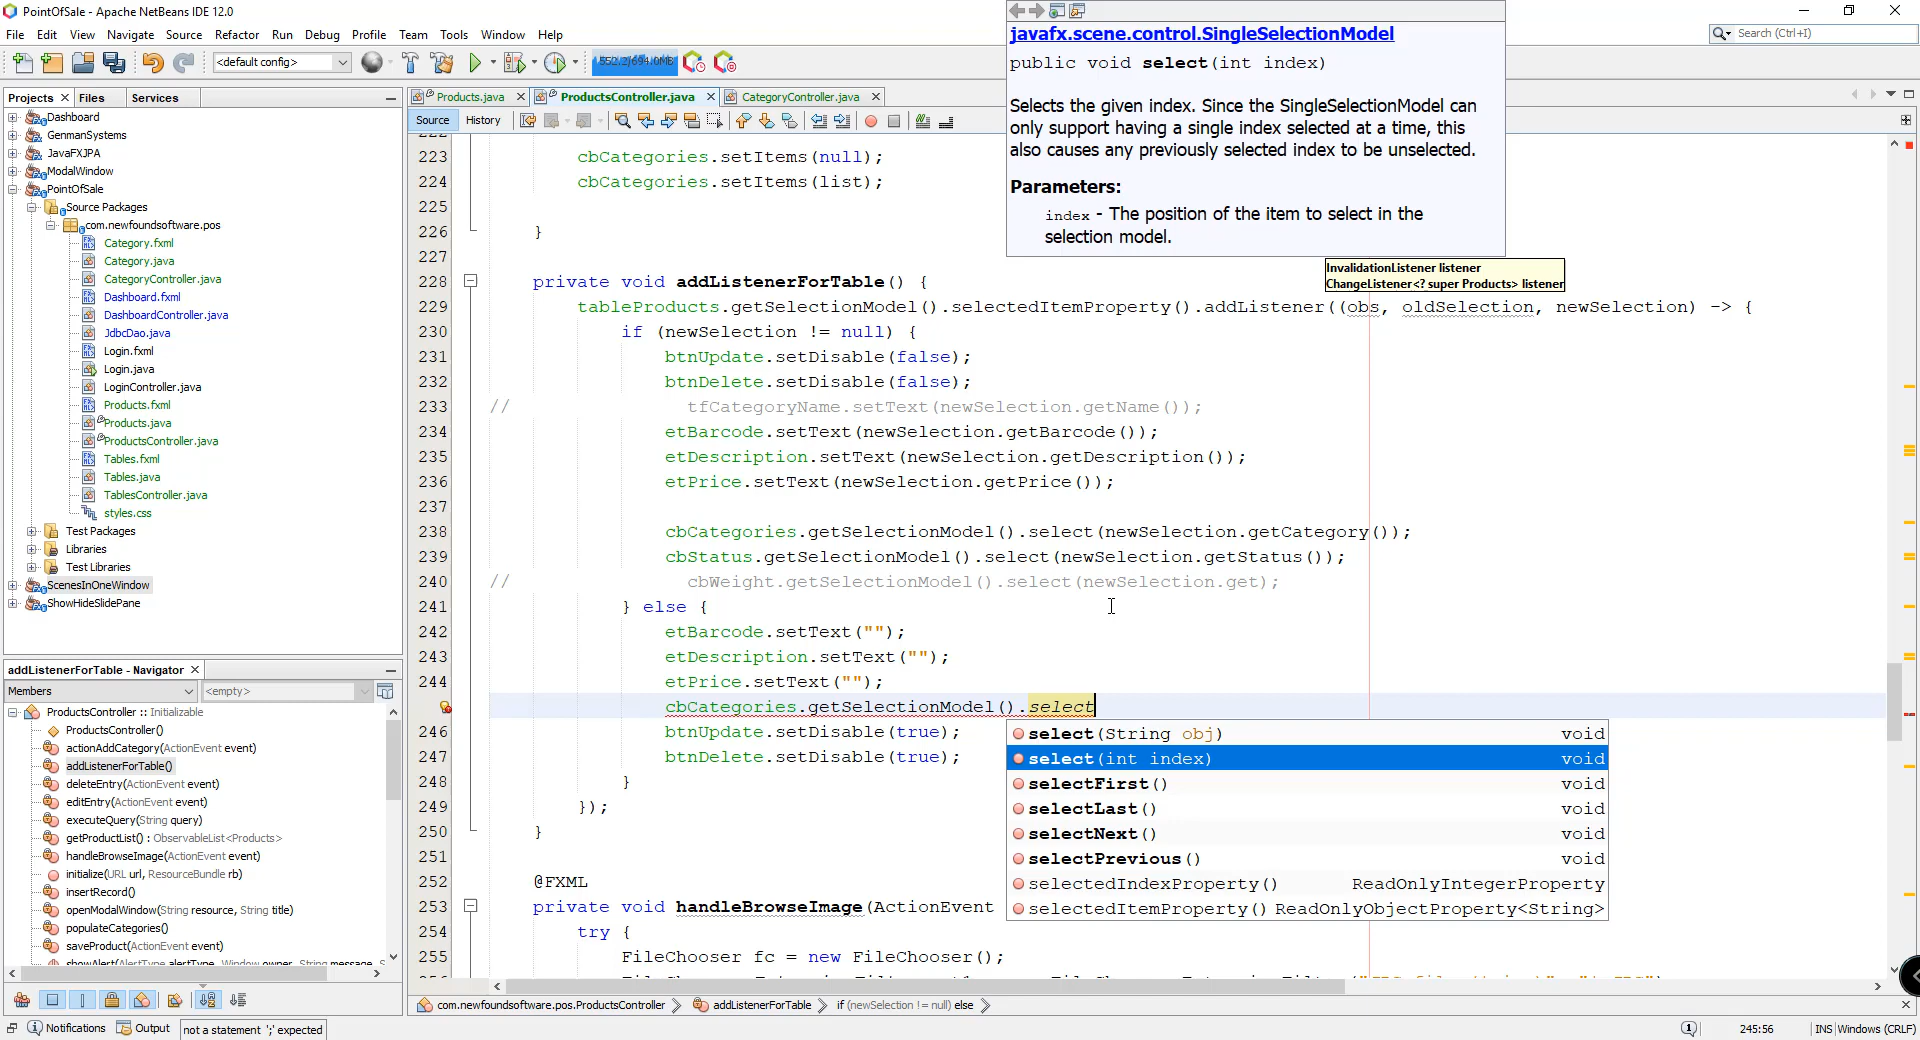 PointOfSale - Apache NetBeans IDE 12.0
File Edit View Navigate Source Refactor Run Debug Profile Team Tools Window Help
Search (Ctrl+I)
<default config>
552.2/694.0MB
Projects Files Services
Dashboard
GenmanSystems
JavaFXJPA
ModalWindow
PointOfSale
Source Packages
com.newfoundsoftware.pos
Category.fxml
Category.java
CategoryController.java
Dashboard.fxml
DashboardController.java
JdbcDao.java
Login.fxml
Login.java
LoginController.java
Products.fxml
Products.java
ProductsController.java
Tables.fxml
Tables.java
TablesController.java
styles.css
Test Packages
Libraries
Test Libraries
ScenesInOneWindow
ShowHideSlidePane
addListenerForTable - Navigator
Members <empty>
ProductsController :: Initializable
ProductsController()
actionAddCategory(ActionEvent event)
addListenerForTable()
deleteEntry(ActionEvent event)
editEntry(ActionEvent event)
executeQuery(String query)
getProductList() : ObservableList<Products>
handleBrowseImage(ActionEvent event)
initialize(URL url, ResourceBundle rb)
insertRecord()
openModalWindow(String resource, String title)
populateCategories()
saveProduct(ActionEvent event)
showAlert(AlertType alertType, Window owner, String message, S
Products.java ProductsController.java CategoryController.java
Source History
222
223 cbCategories.setItems(null);
224 cbCategories.setItems(list);
225
226 }
227
228 private void addListenerForTable() {
229 tableProducts.getSelectionModel().selectedItemProperty().addListener((obs, oldSelection, newSelection) -> {
230 if (newSelection != null) {
231 btnUpdate.setDisable(false);
232 btnDelete.setDisable(false);
233 // tfCategoryName.setText(newSelection.getName());
234 etBarcode.setText(newSelection.getBarcode());
235 etDescription.setText(newSelection.getDescription());
236 etPrice.setText(newSelection.getPrice());
237
238 cbCategories.getSelectionModel().select(newSelection.getCategory());
239 cbStatus.getSelectionModel().select(newSelection.getStatus());
240 // cbWeight.getSelectionModel().select(newSelection.get);
241 } else {
242 etBarcode.setText("");
243 etDescription.setText("");
244 etPrice.setText("");
cbCategories.getSelectionModel().select
246 btnUpdate.setDisable(true);
247 btnDelete.setDisable(true);
248 }
249 });
250 }
251
252 @FXML
253 private void handleBrowseImage(ActionEvent
254 try {
255 FileChooser fc = new FileChooser();
javafx.scene.control.SingleSelectionModel
public void select(int index)
Selects the given index. Since the SingleSelectionModel can
only support having a single index selected at a time, this
also causes any previously selected index to be unselected.
Parameters:
index - The position of the item to select in the
selection model.
InvalidationListener listener
ChangeListener<? super Products> listener
select(String obj) void
select(int index) void
selectFirst() void
selectLast() void
selectNext() void
selectPrevious() void
selectedIndexProperty() ReadOnlyIntegerProperty
selectedItemProperty() ReadOnlyObjectProperty<String>
com.newfoundsoftware.pos.ProductsController addListenerForTable if (newSelection != null) else
Notifications Output not a statement ';' expected
1
245:56 INS Windows (CRLF)